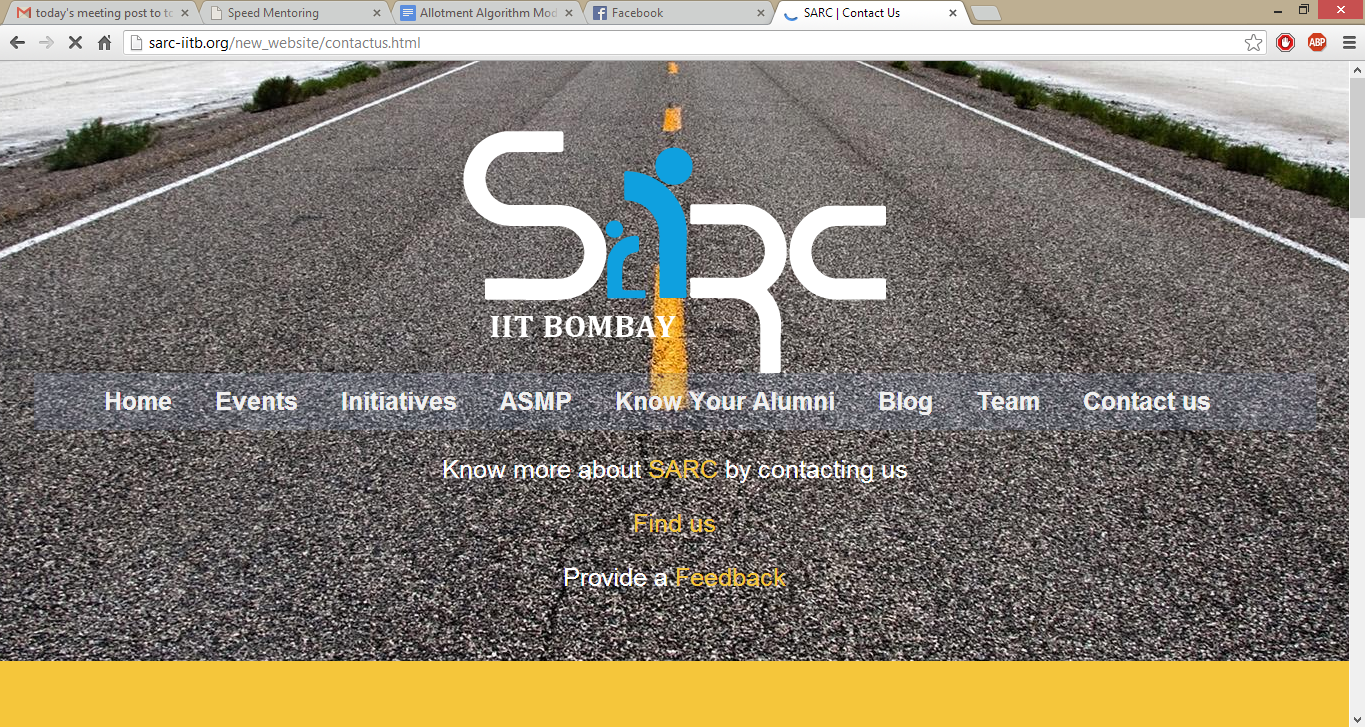 today's meeting post to to
Speed Mentoring
Allotment Algorithm Mod
Facebook
SARC | Contact Us
sarc-iitb.org/new_website/contactus.html
ABP
SARC
IIT BOMBAY
Home Events Initiatives ASMP Know Your Alumni Blog Team Contact us
Know more about SARC by contacting us
Find us
Provide a Feedback